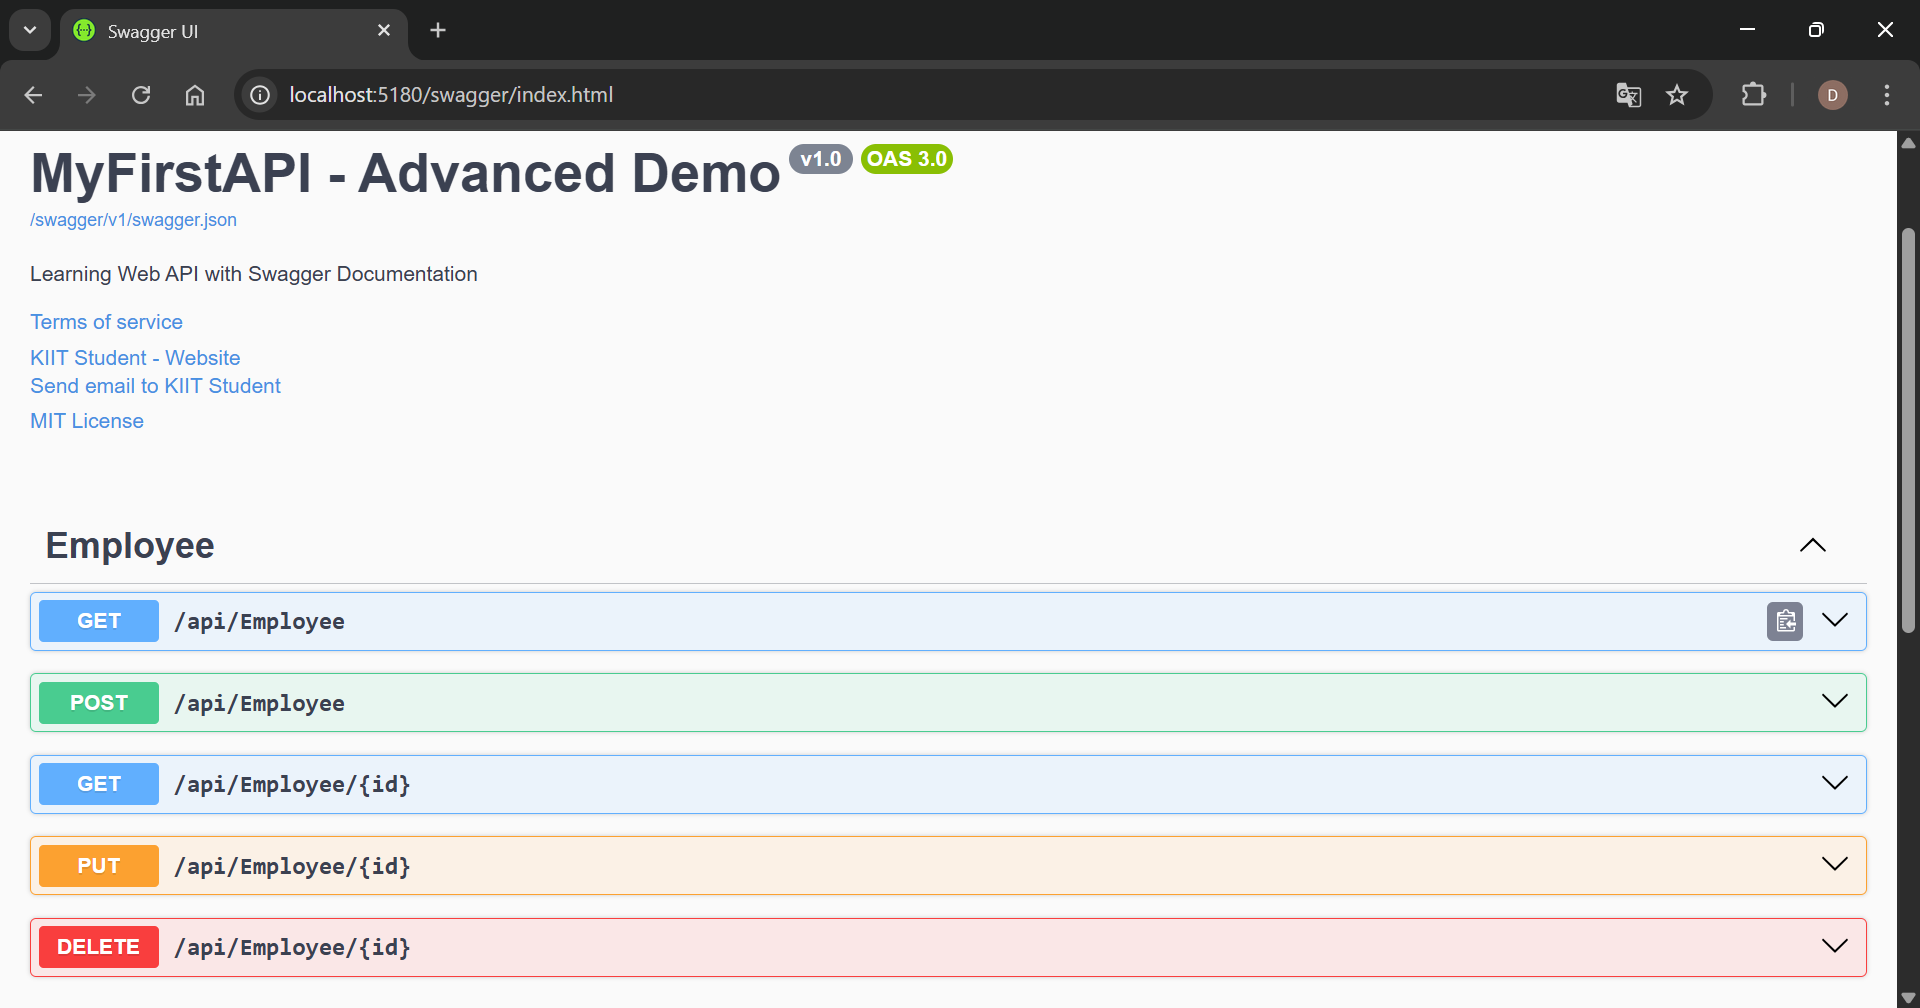 Swagger UI
localhost:5180/swagger/index.html
D
MyFirstAPI - Advanced Demo v1.0 OAS 3.0
/swagger/v1/swagger.json
Learning Web API with Swagger Documentation
Terms of service
KIIT Student - Website
Send email to KIIT Student
MIT License
Employee
GET /api/Employee
POST /api/Employee
GET /api/Employee/{id}
PUT /api/Employee/{id}
DELETE /api/Employee/{id}